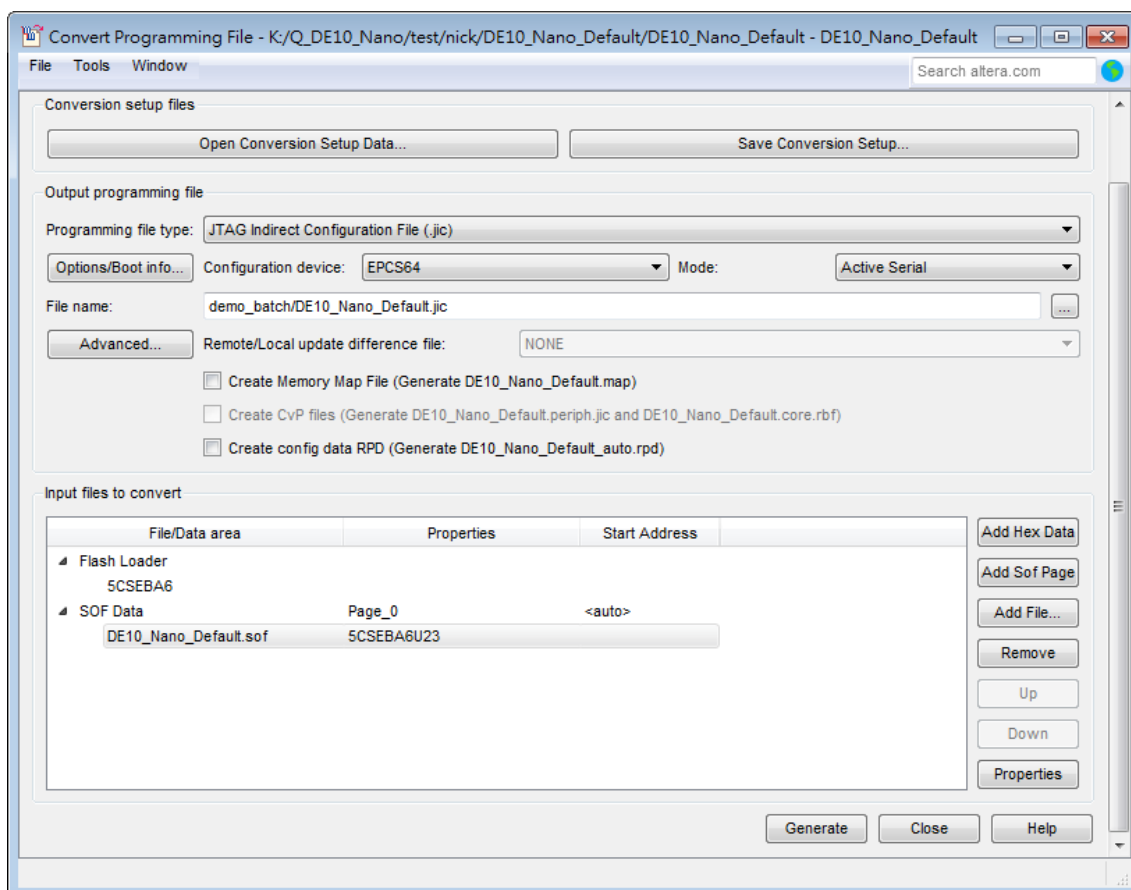 Convert Programming File - K:/Q_DE10_Nano/test/nick/DE10_Nano_Default/DE10_Nano_Default - DE10_Nano_Default
File Tools Window Search altera.com
Conversion setup files
Open Conversion Setup Data... Save Conversion Setup...
Output programming file
Programming file type: JTAG Indirect Configuration File (.jic)
Options/Boot info... Configuration device: EPCS64 Mode: Active Serial
File name: demo_batch/DE10_Nano_Default.jic ...
Advanced... Remote/Local update difference file: NONE
Create Memory Map File (Generate DE10_Nano_Default.map)
Create CvP files (Generate DE10_Nano_Default.periph.jic and DE10_Nano_Default.core.rbf)
Create config data RPD (Generate DE10_Nano_Default_auto.rpd)
Input files to convert
File/Data area Properties Start Address Add Hex Data
Flash Loader
5CSEBA6 Add Sof Page
SOF Data Page_0 <auto> Add File...
DE10_Nano_Default.sof 5CSEBA6U23
Remove
Up
Down
Properties
Generate Close Help